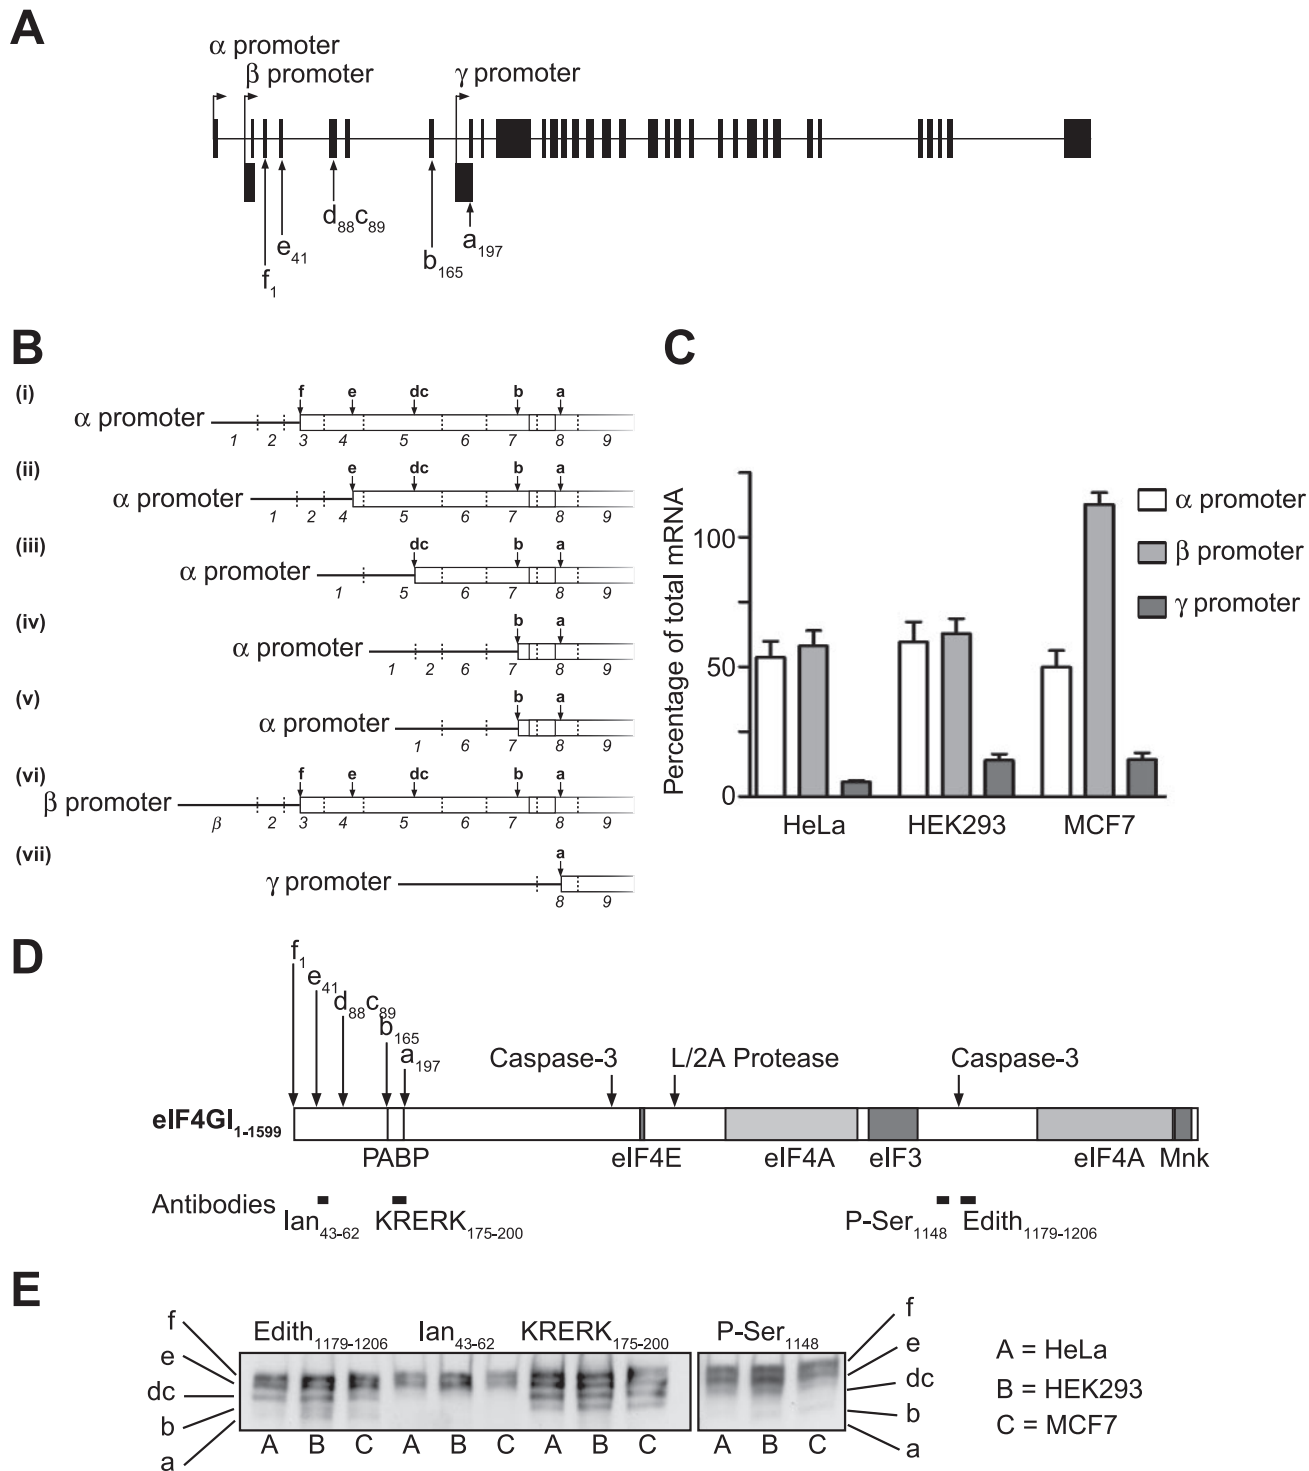 A
α promoter
β promoter
γ promoter
d88c89
e41
a197
b165
f1
B
(i)
f e dc b a
α promoter
1 2 3 4 5 6 7 8 9
(ii)
e dc b a
α promoter
1 2 4 5 6 7 8 9
(iii)
dc b a
α promoter
1 5 6 7 8 9
(iv)
b a
α promoter
1 2 6 7 8 9
(v)
b a
α promoter
1 6 7 8 9
(vi)
f e dc b a
β promoter
β 2 3 4 5 6 7 8 9
(vii)
a
γ promoter
8 9
C
Percentage of total mRNA
100
50
0
HeLa HEK293 MCF7
α promoter
β promoter
γ promoter
D
f1
e41
d88c89
b165
a197
Caspase-3 L/2A Protease Caspase-3
eIF4GI1-1599
PABP eIF4E eIF4A eIF3 eIF4A Mnk
Antibodies
Ian43-62 KRERK175-200 P-Ser1148 Edith1179-1206
E
Edith1179-1206 Ian43-62 KRERK175-200 P-Ser1148
f
e
dc
b
a
f
e
dc
b
a
A B C A B C A B C A B C
A = HeLa
B = HEK293
C = MCF7